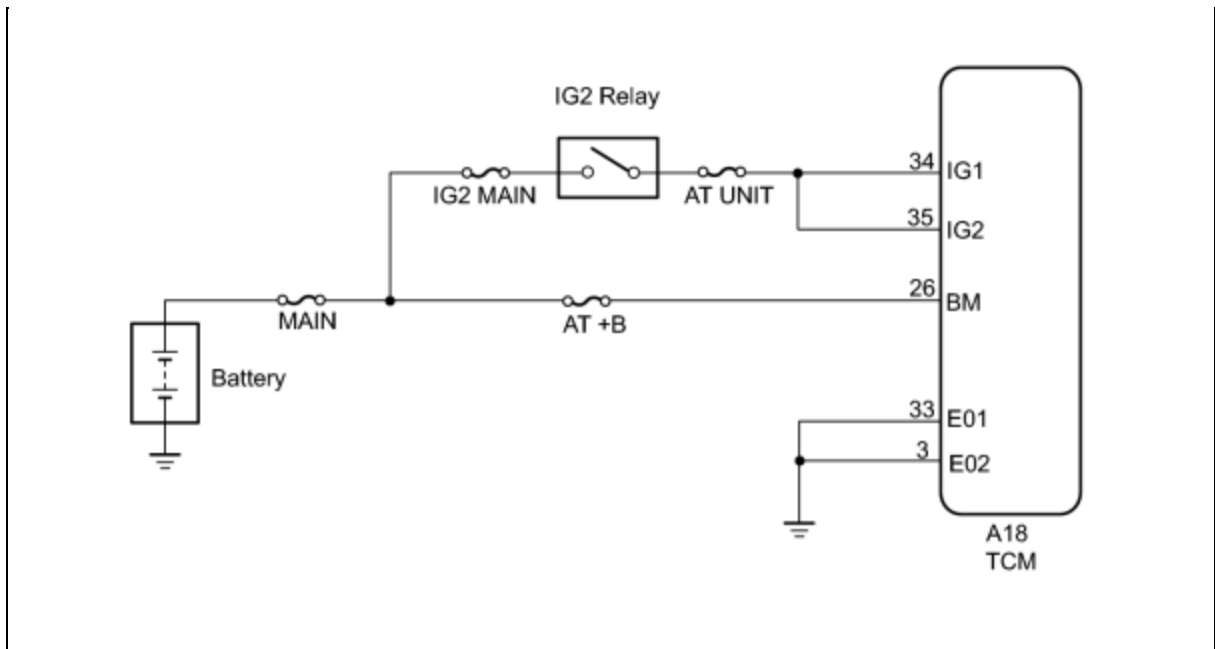 IG2 Relay
34
IG1
IG2 MAIN
AT UNIT
35
IG2
26
BM
MAIN
AT +B
Battery
33
E01
3
E02
A18
TCM